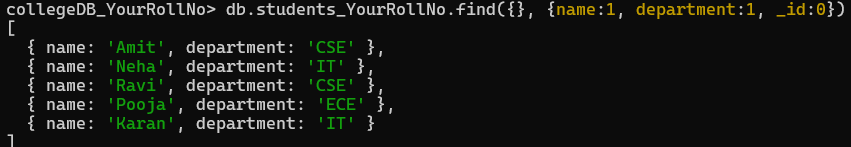 collegeDB_YourRollNo> db.students_YourRollNo.find({}, {name:1, department:1, _id:0})
[
  { name: 'Amit', department: 'CSE' },
  { name: 'Neha', department: 'IT' },
  { name: 'Ravi', department: 'CSE' },
  { name: 'Pooja', department: 'ECE' },
  { name: 'Karan', department: 'IT' }
]